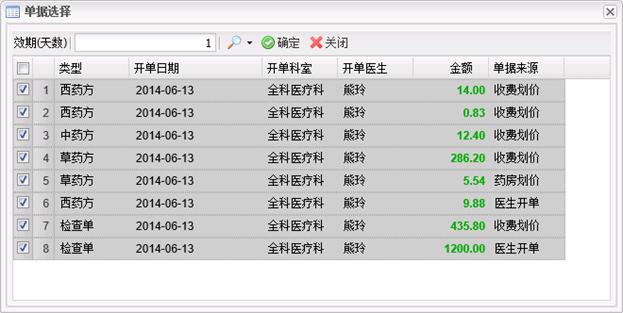 单据选择
效期(天数) 1 确定 关闭
类型 开单日期 开单科室 开单医生 金额 单据来源
1 西药方 2014-06-13 全科医疗科 熊玲 14.00 收费划价
2 西药方 2014-06-13 全科医疗科 熊玲 0.83 收费划价
3 中药方 2014-06-13 全科医疗科 熊玲 12.40 收费划价
4 草药方 2014-06-13 全科医疗科 熊玲 286.20 收费划价
5 草药方 2014-06-13 全科医疗科 熊玲 5.54 药房划价
6 西药方 2014-06-13 全科医疗科 熊玲 9.88 医生开单
7 检查单 2014-06-13 全科医疗科 熊玲 435.80 收费划价
8 检查单 2014-06-13 全科医疗科 熊玲 1200.00 医生开单